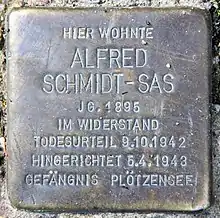 HIER WOHNTE
ALFRED
SCHMIDT-SAS
JG. 1895
IM WIDERSTAND
TODESURTEIL 9.10.1942
HINGERICHTET 5.4.1943
GEFÄNGNIS PLÖTZENSEE